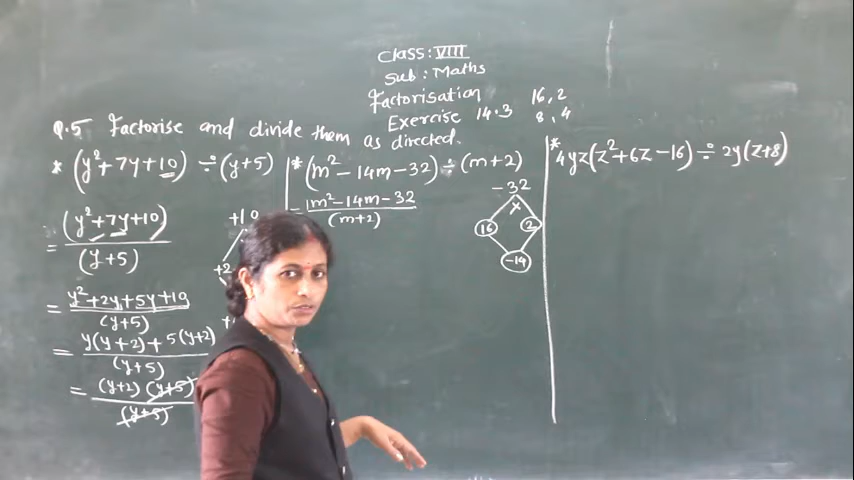 Class: VIII
Sub: Maths
Factorisation 16,2
Exercise 14.3 8,4
Q.5 Factorise and divide them as directed.
* (y²+7y+10) ÷ (y+5)
= (y²+7y+10)
(y+5)
= y²+2y+5y+10
(y+5)
= y(y+2)+5(y+2)
(y+5)
= (y+2)(y+5)
(y+5)
+10
+2
* (m²-14m-32) ÷ (m+2)
1m²-14m-32
(m+2)
-32
×
16 2
-14
* 4yz(z²+6z-16) ÷ 2y(z+8)